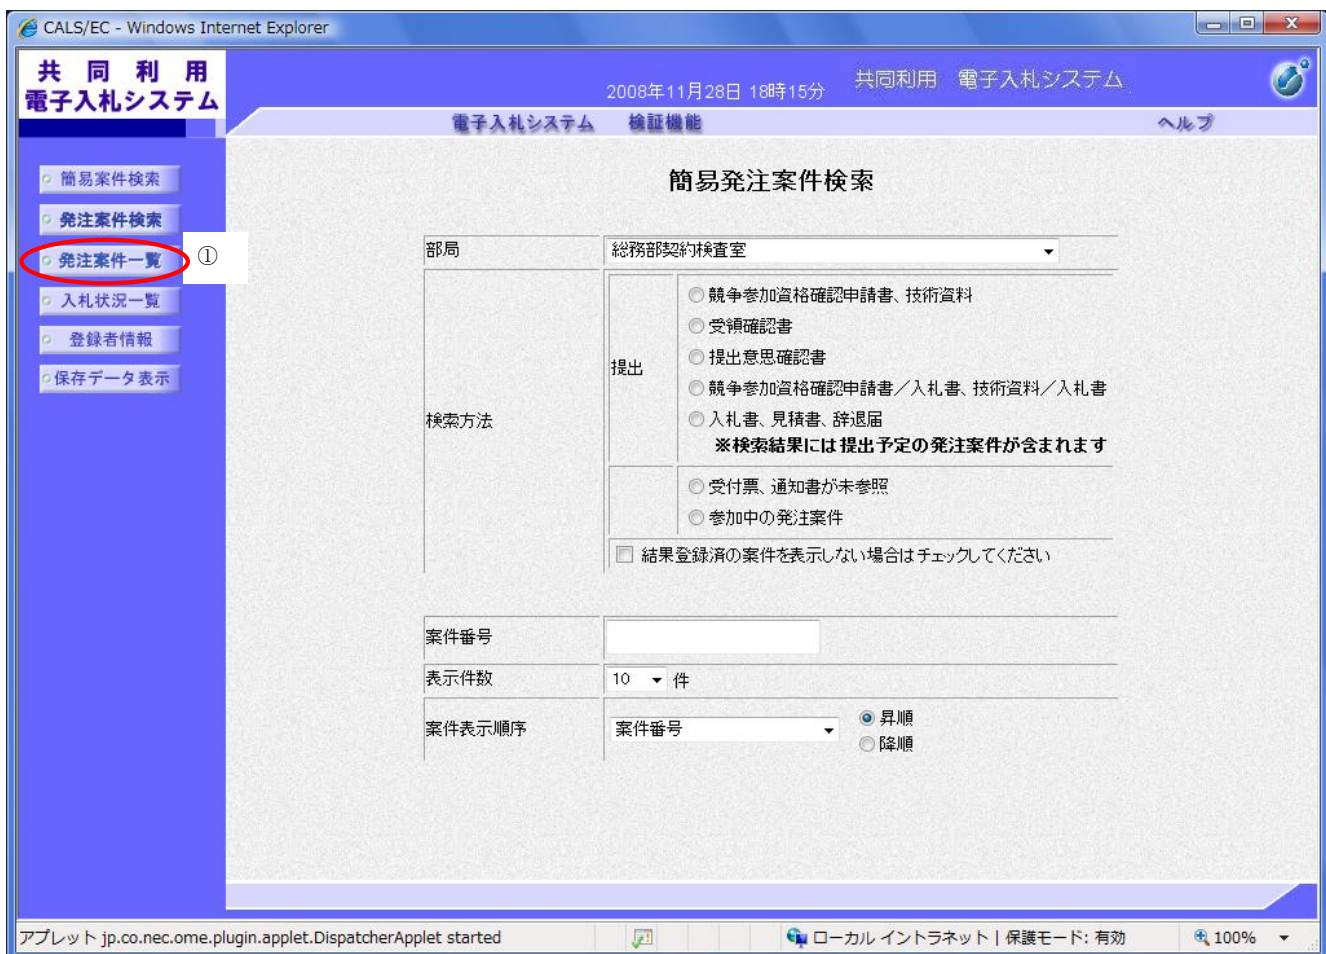 CALS/EC - Windows Internet Explorer
共同利用
電子入札システム
2008年11月28日 18時15分
共同利用 電子入札システム
電子入札システム 検証機能 ヘルプ
簡易案件検索
発注案件検索
発注案件一覧
①
入札状況一覧
登録者情報
保存データ表示
簡易発注案件検索
部局
総務部契約検査室
検索方法
提出
競争参加資格確認申請書、技術資料
受領確認書
提出意思確認書
競争参加資格確認申請書／入札書、技術資料／入札書
入札書、見積書、辞退届
※検索結果には提出予定の発注案件が含まれます
受付票、通知書が未参照
参加中の発注案件
結果登録済の案件を表示しない場合はチェックしてください
案件番号
表示件数
10 件
案件表示順序
案件番号
昇順
降順
アプレット jp.co.nec.ome.plugin.applet.DispatcherApplet started
ローカル イントラネット | 保護モード: 有効
100%